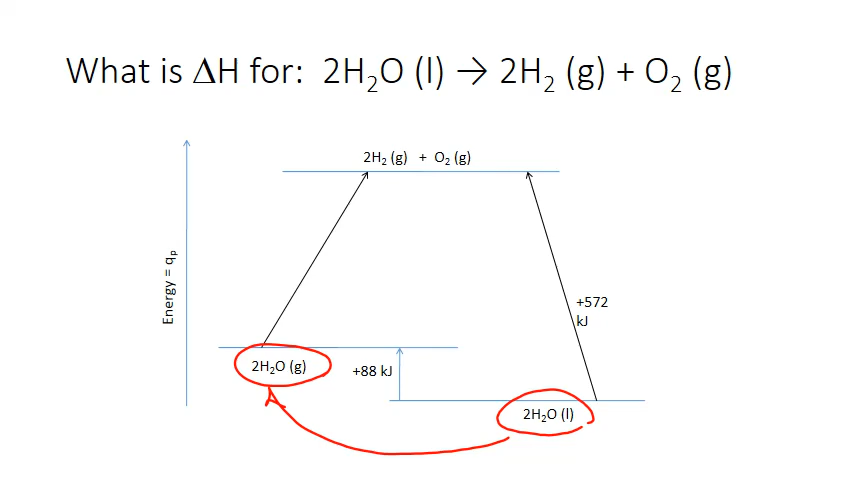 What is ΔH for: 2H₂O (l) → 2H₂ (g) + O₂ (g)
2H₂ (g) + O₂ (g)
Energy = qₚ
+572
kJ
2H₂O (g)
+88 kJ
2H₂O (l)